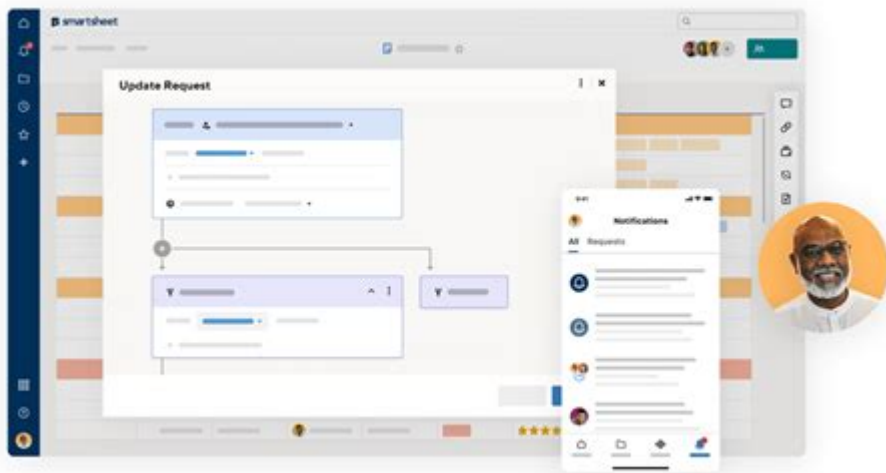 smartsheet
Update Request
9:41
Notifications
All Requests